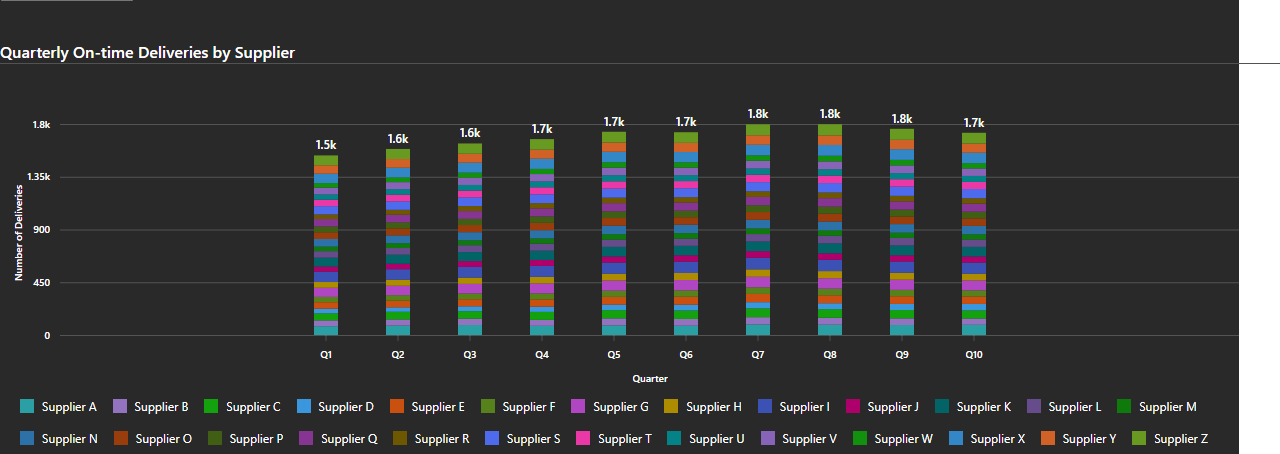 Quarterly On-time Deliveries by Supplier
1.5k 1.6k 1.6k 1.7k 1.7k 1.7k 1.8k 1.8k 1.8k 1.7k
1.8k
1.35k
900
450
0
Number of Deliveries
Q1 Q2 Q3 Q4 Q5 Q6 Q7 Q8 Q9 Q10
Quarter
Supplier A Supplier B Supplier C Supplier D Supplier E Supplier F Supplier G Supplier H Supplier I Supplier J Supplier K Supplier L Supplier M
Supplier N Supplier O Supplier P Supplier Q Supplier R Supplier S Supplier T Supplier U Supplier V Supplier W Supplier X Supplier Y Supplier Z